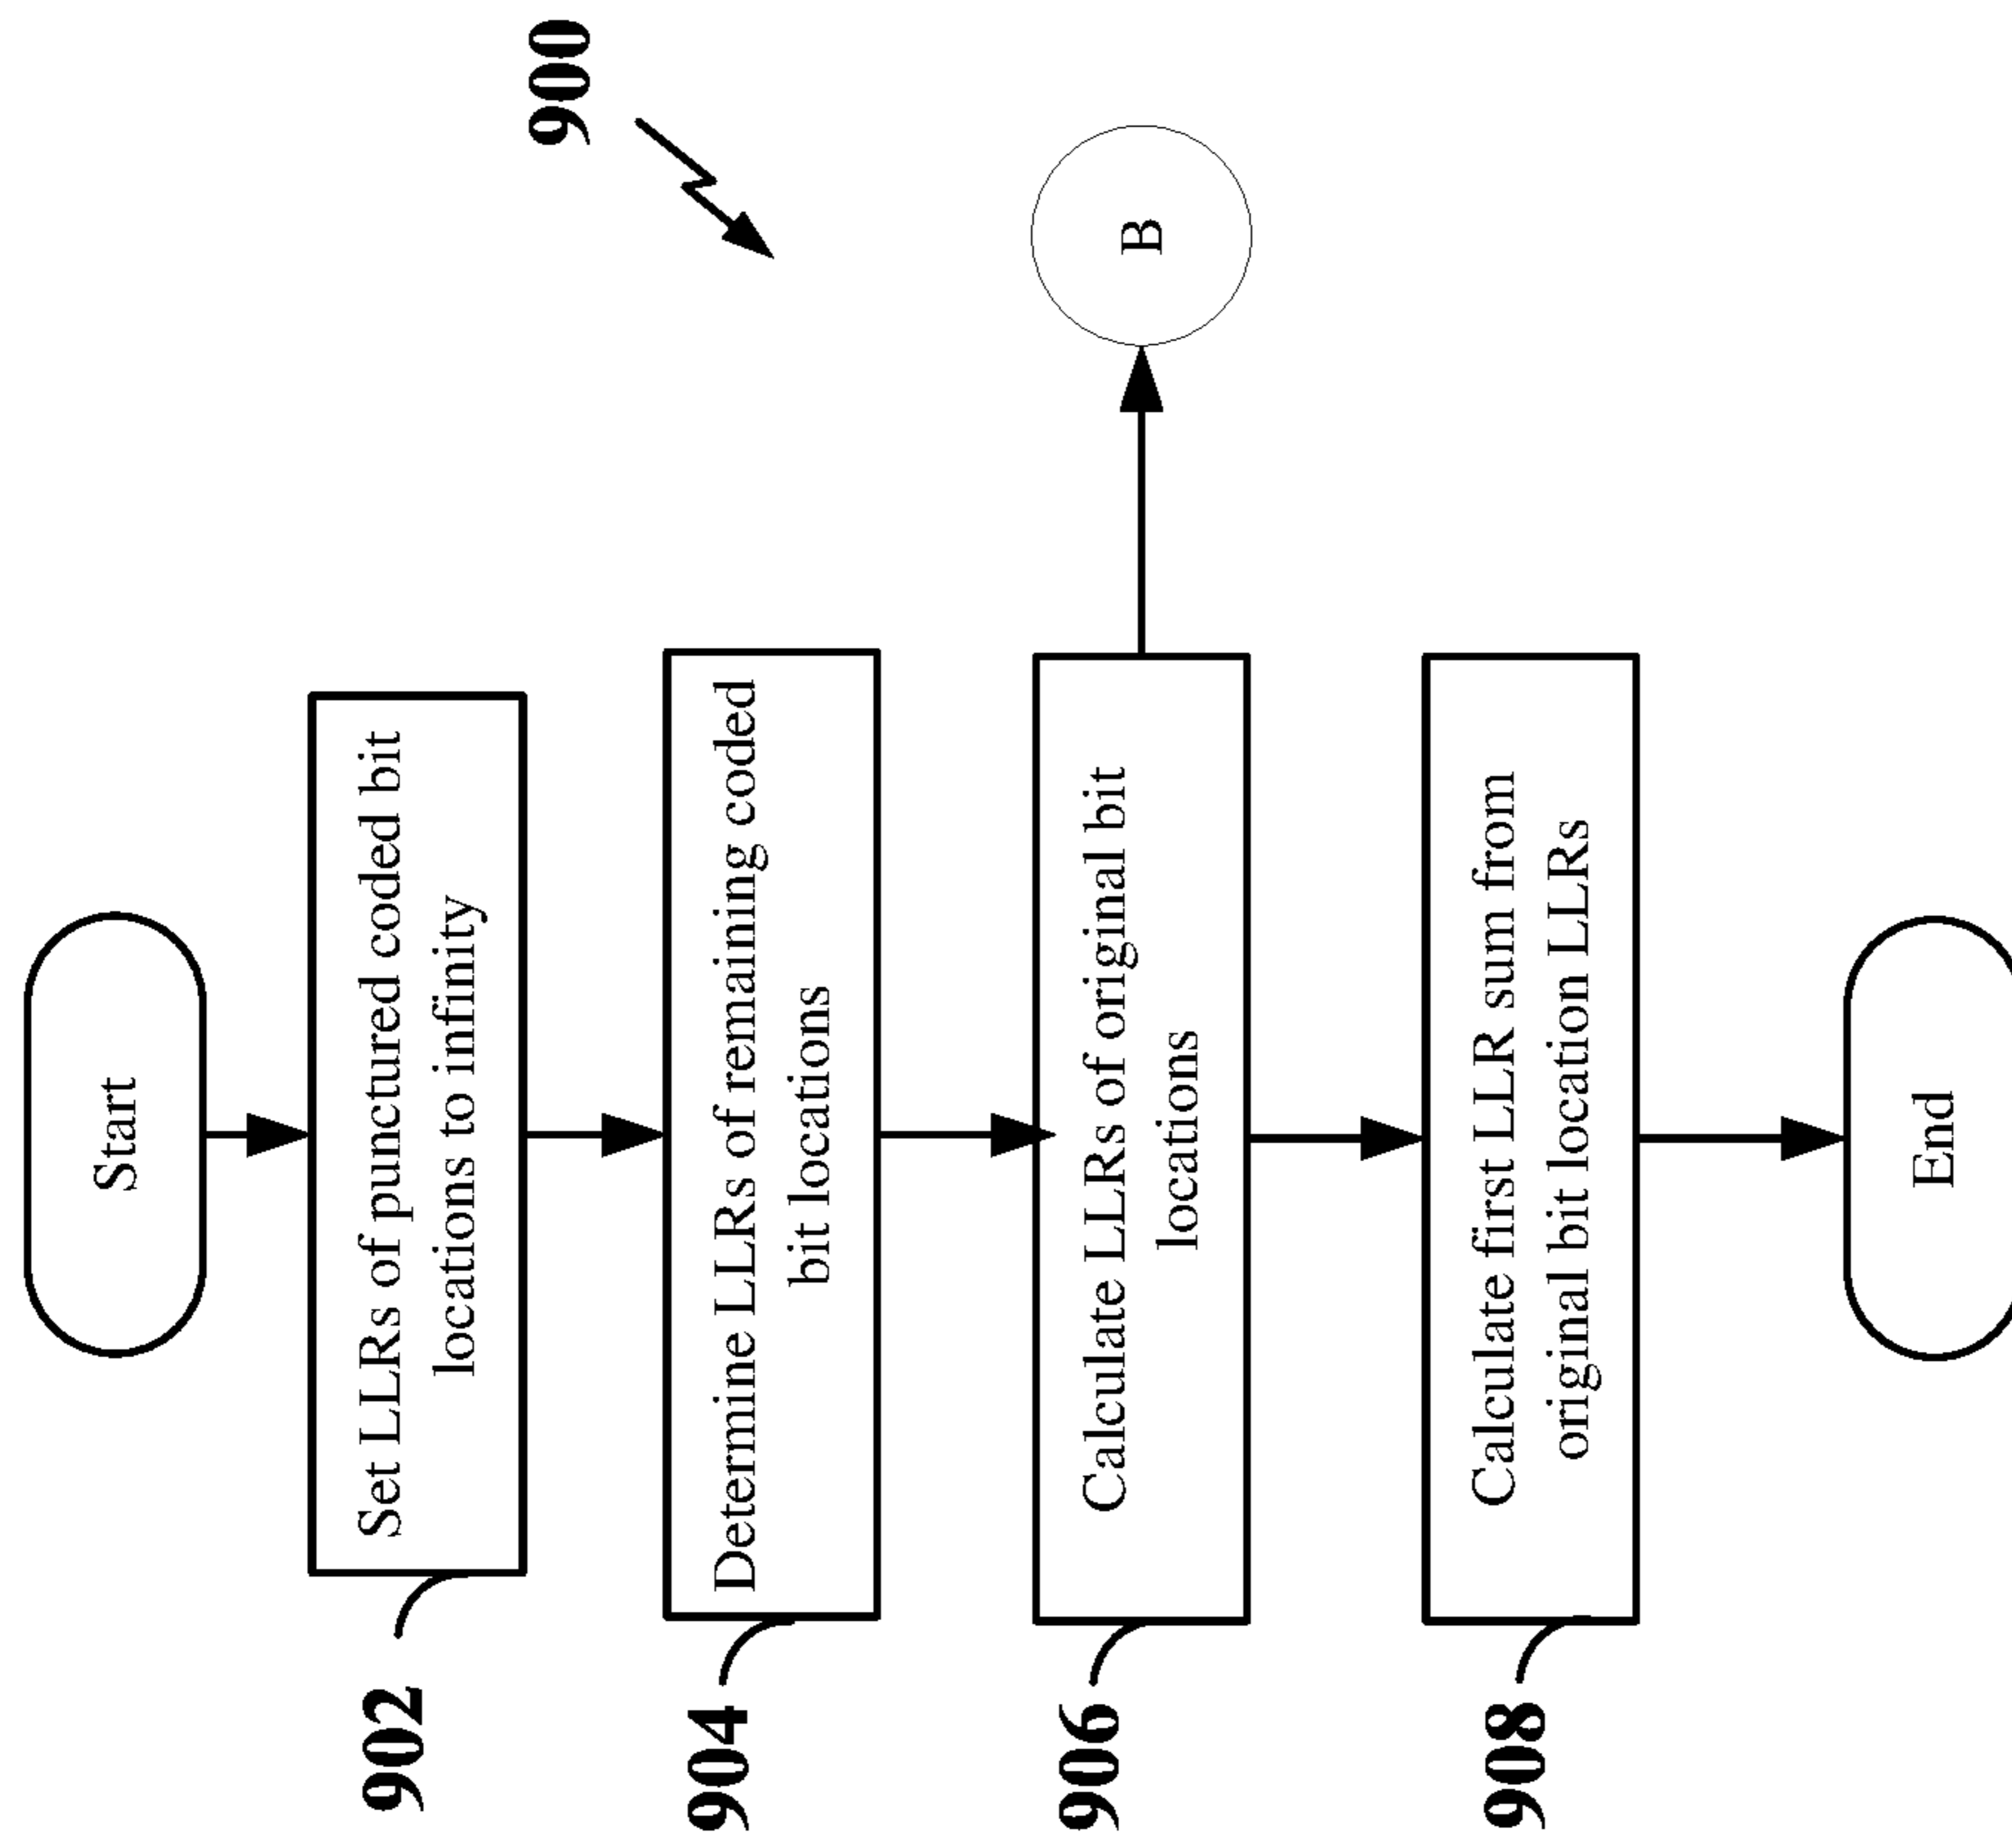 900
Start
902
Set LLRs of punctured coded bit
locations to infinity
904
Determine LLRs of remaining coded
bit locations
906
Calculate LLRs of original bit
locations
B
908
Calculate first LLR sum from
original bit location LLRs
End